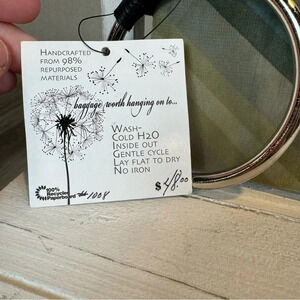 Handcrafted
from 98%
repurposed
materials
baggage worth hanging on to...
Wash-
Cold H2O
Inside out
Gentle cycle
Lay flat to dry
No iron
100%
Recycled
Paperboard
#1008
$48.00